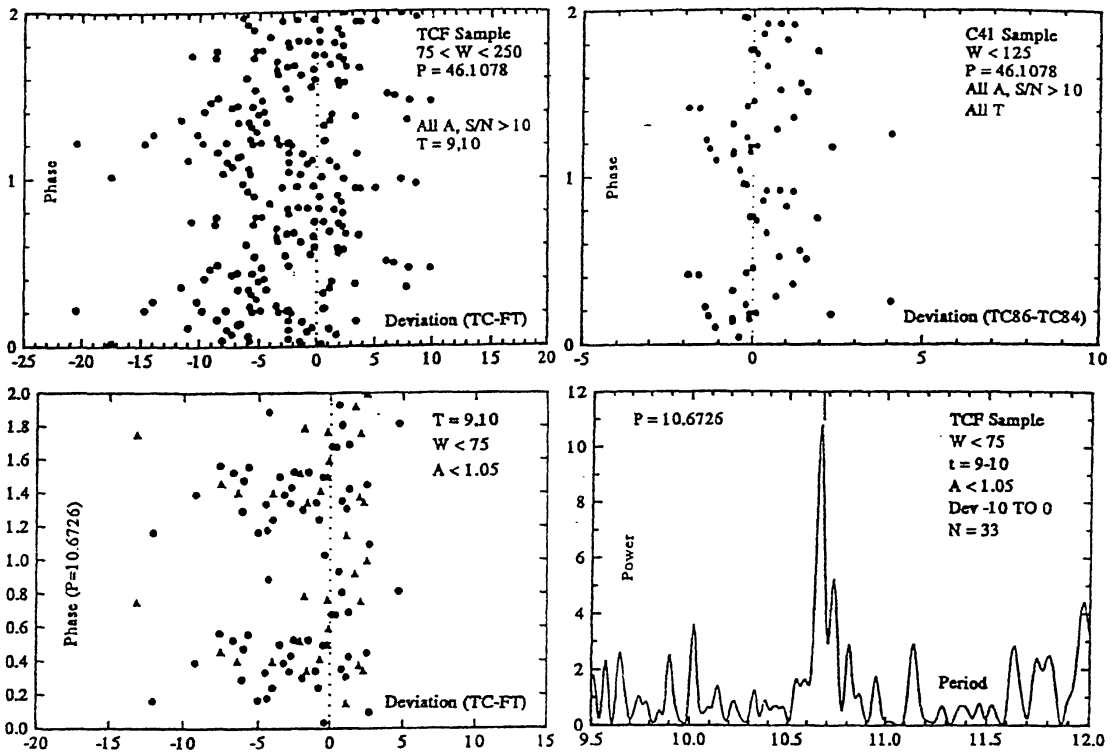 2
TCF Sample
75 < W < 250
P = 46.1078
All A, S/N > 10
T = 9,10
Phase
1
Deviation (TC-FT)
0
-25 -20 -15 -10 -5 0 5 10 15 20
2
C41 Sample
W < 125
P = 46.1078
All A, S/N > 10
All T
Phase
1
Deviation (TC86-TC84)
0
-5 0 5 10
2.0
1.8
1.6
1.4
1.2
1.0
0.8
0.6
0.4
0.2
0.0
T = 9,10
W < 75
A < 1.05
Phase (P=10.6726)
Deviation (TC-FT)
-20 -15 -10 -5 0 5 10 15
12
10
8
6
4
2
0
P = 10.6726
TCF Sample
W < 75
t = 9-10
A < 1.05
Dev -10 TO 0
N = 33
Power
Period
9.5 10.0 10.5 11.0 11.5 12.0